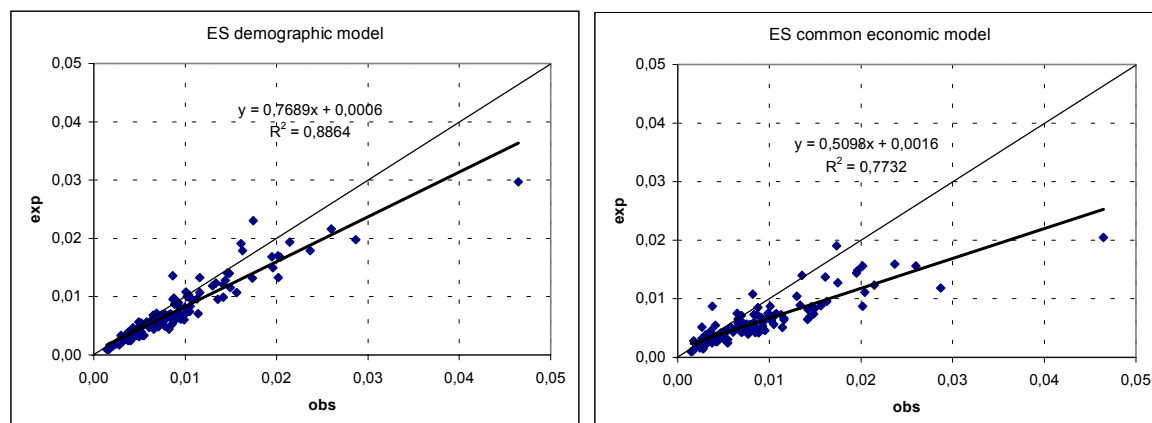 ES demographic model
0,05
0,04
0,03
0,02
0,01
0,00
exp
y = 0,7689x + 0,0006
R² = 0,8864
0,00 0,01 0,02 0,03 0,04 0,05
obs
ES common economic model
0,05
0,04
0,03
0,02
0,01
0,00
exp
y = 0,5098x + 0,0016
R² = 0,7732
0,00 0,01 0,02 0,03 0,04 0,05
obs